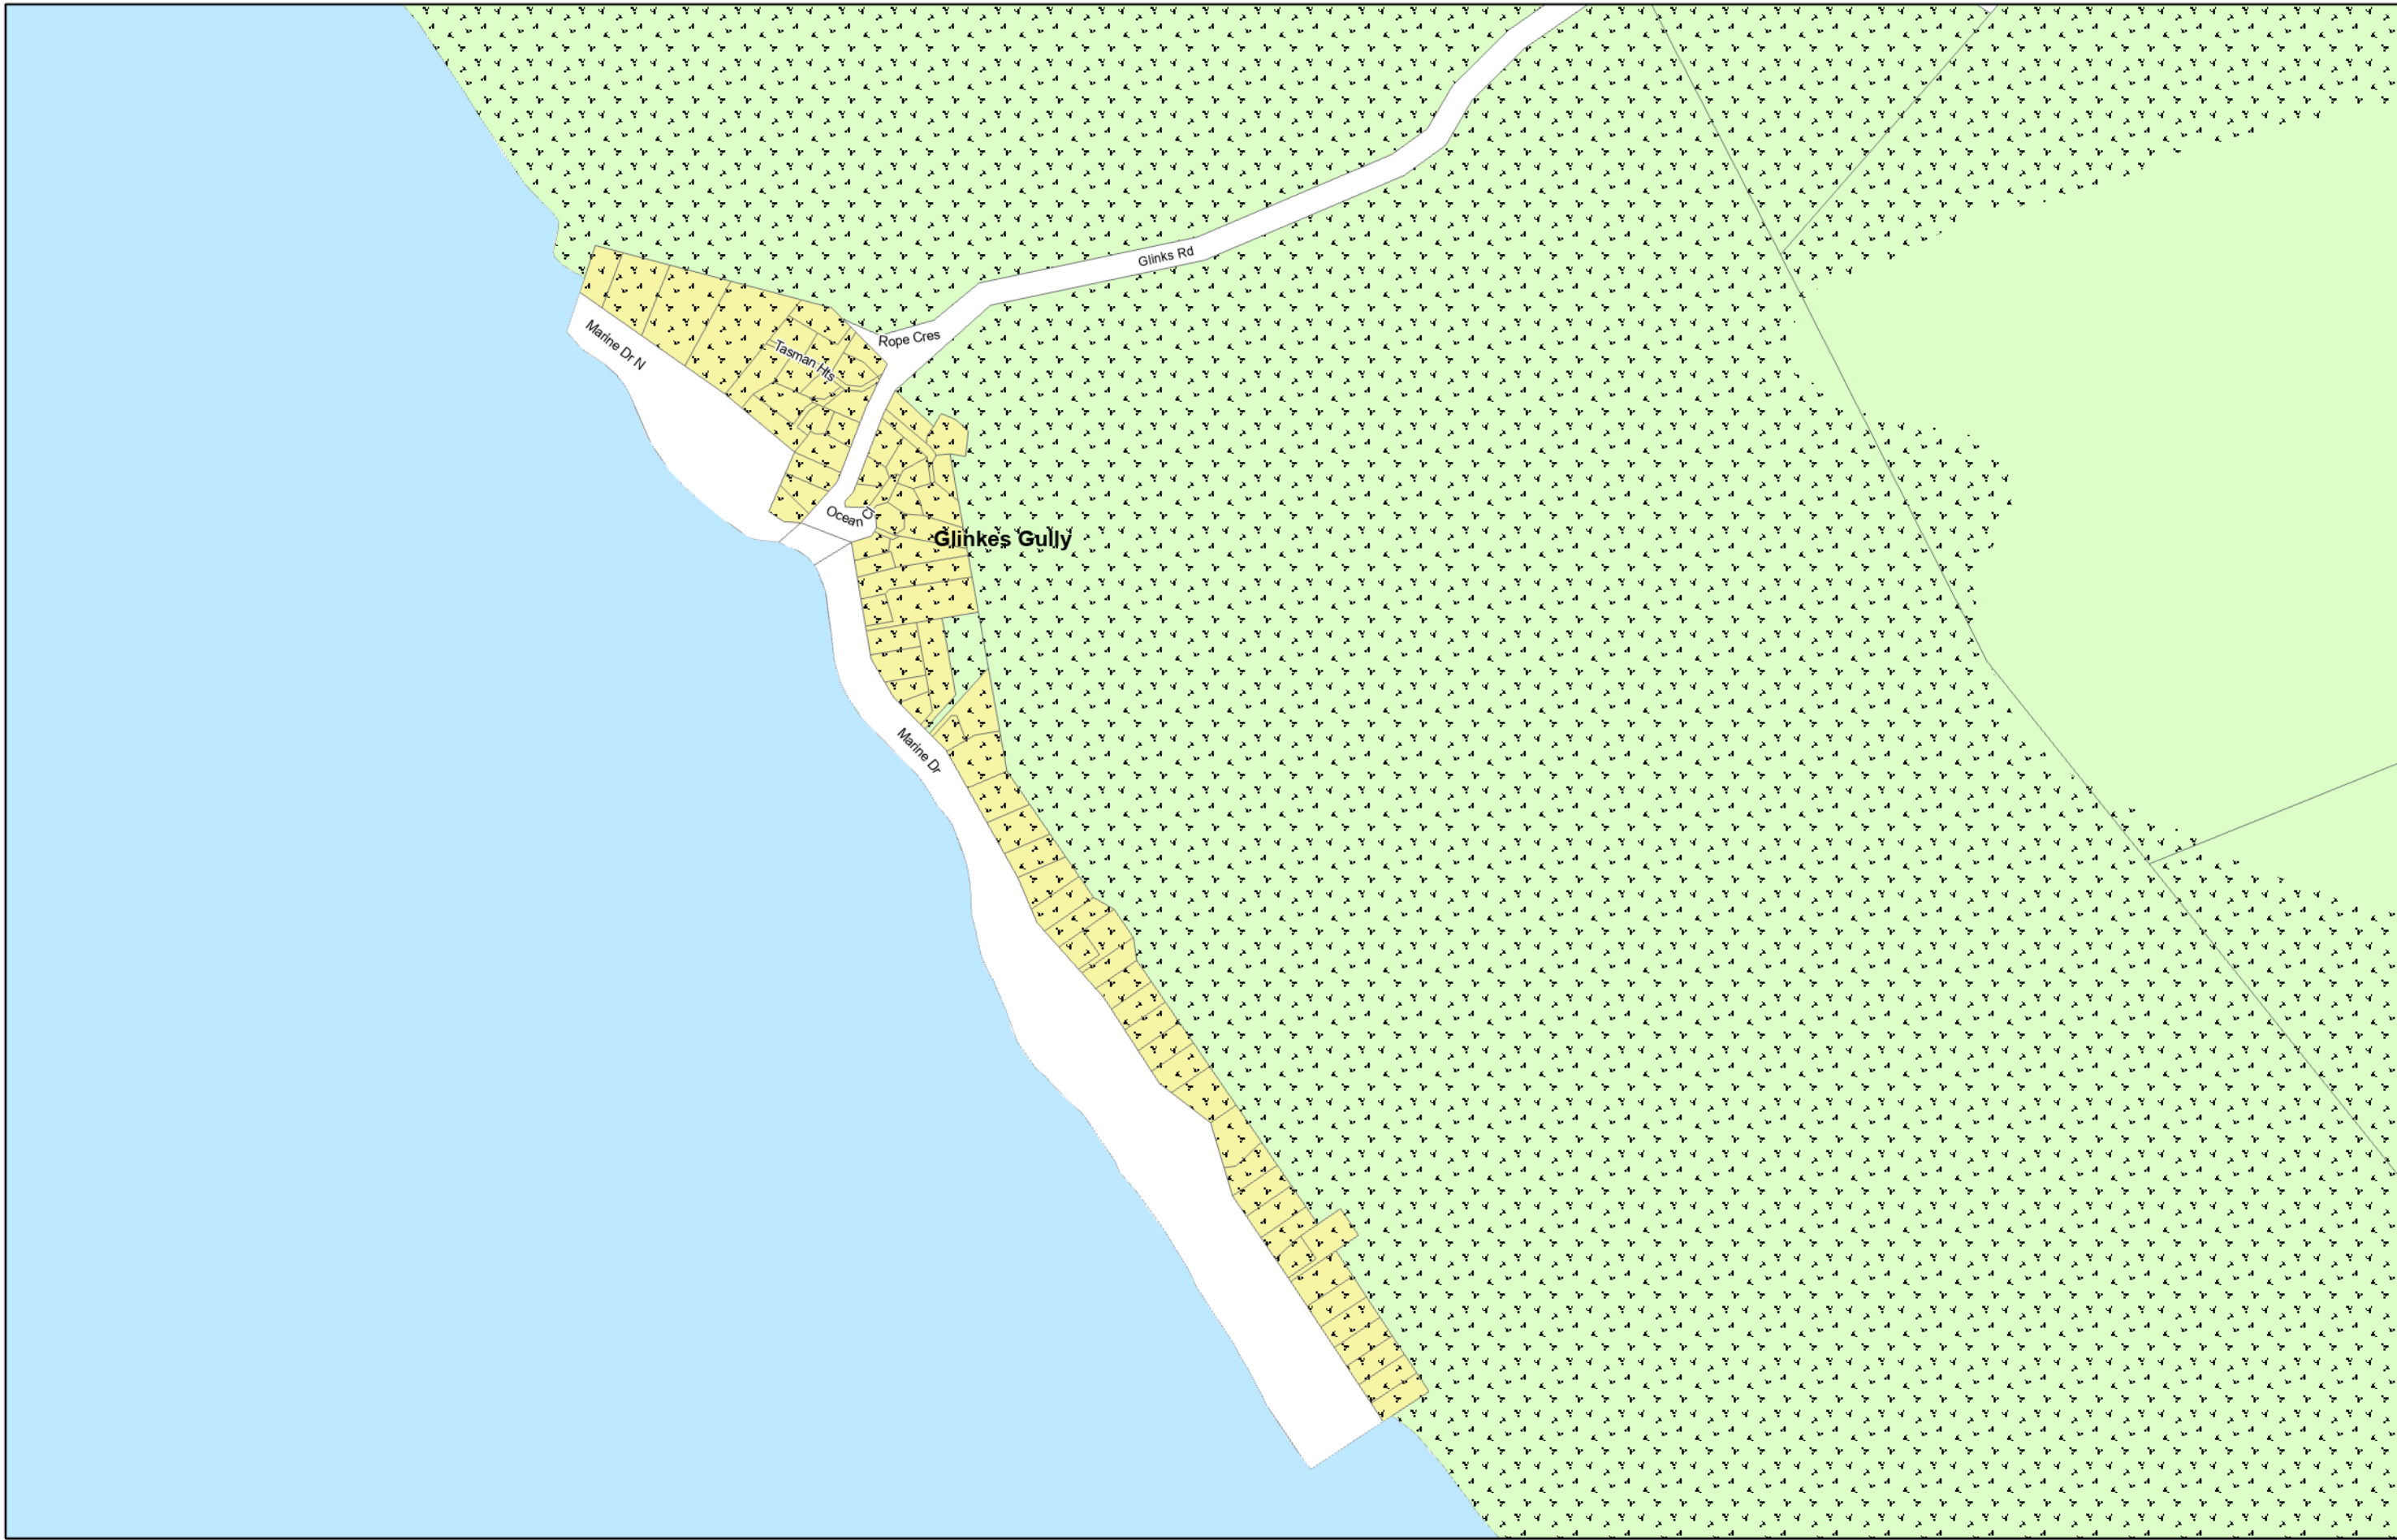 Glinks Rd
Rope Cres
Marine Dr N
Tasman Hts
Ocean Cl
Glinkes Gully
Marine Dr